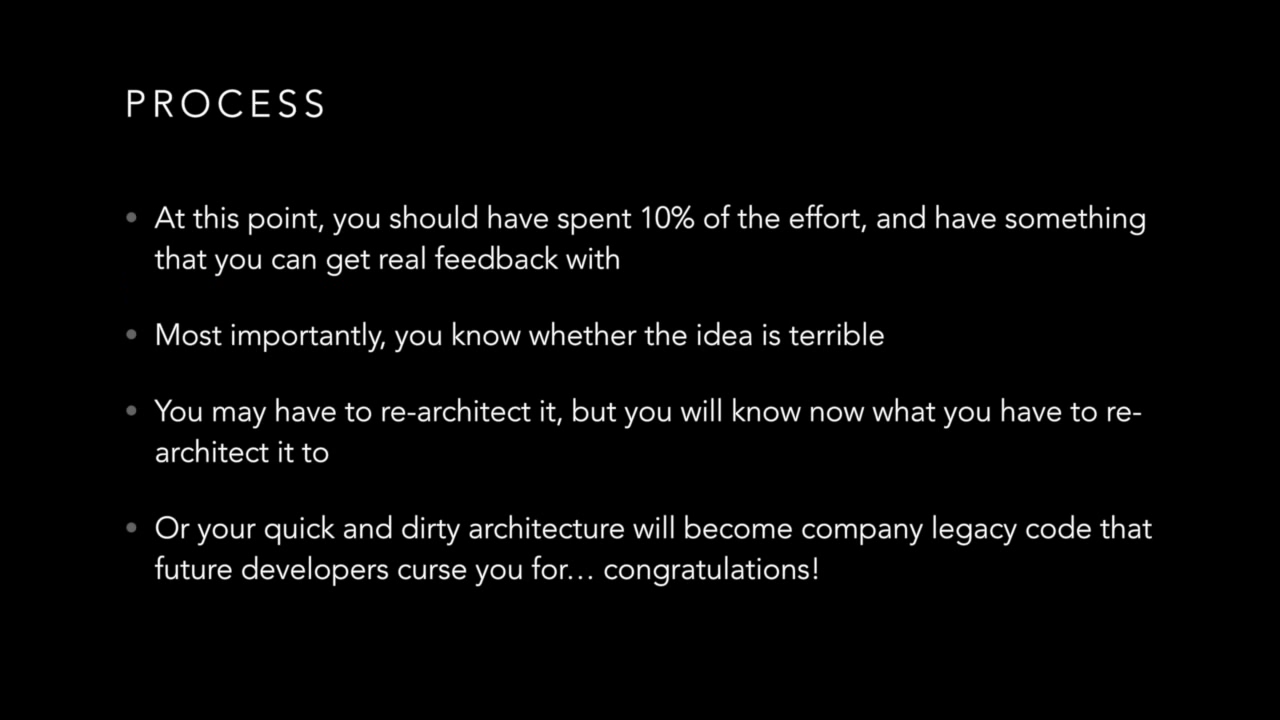 PROCESS
• At this point, you should have spent 10% of the effort, and have something
that you can get real feedback with
• Most importantly, you know whether the idea is terrible
• You may have to re-architect it, but you will know now what you have to re-
architect it to
• Or your quick and dirty architecture will become company legacy code that
future developers curse you for… congratulations!